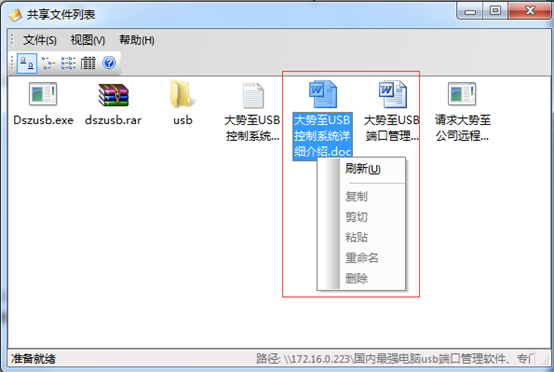 共享文件列表
文件(S) 视图(V) 帮助(H)
Dszusb.exe
dszusb.rar
usb
大势至USB
控制系统...
大势至USB
控制系统详
细介绍.doc
大势至USB
端口管理...
请求大势至
公司远程...
刷新(U)
复制
剪切
粘贴
重命名
删除
准备就绪
路径: \\172.16.0.223\国内最强电脑usb端口管理软件、专门